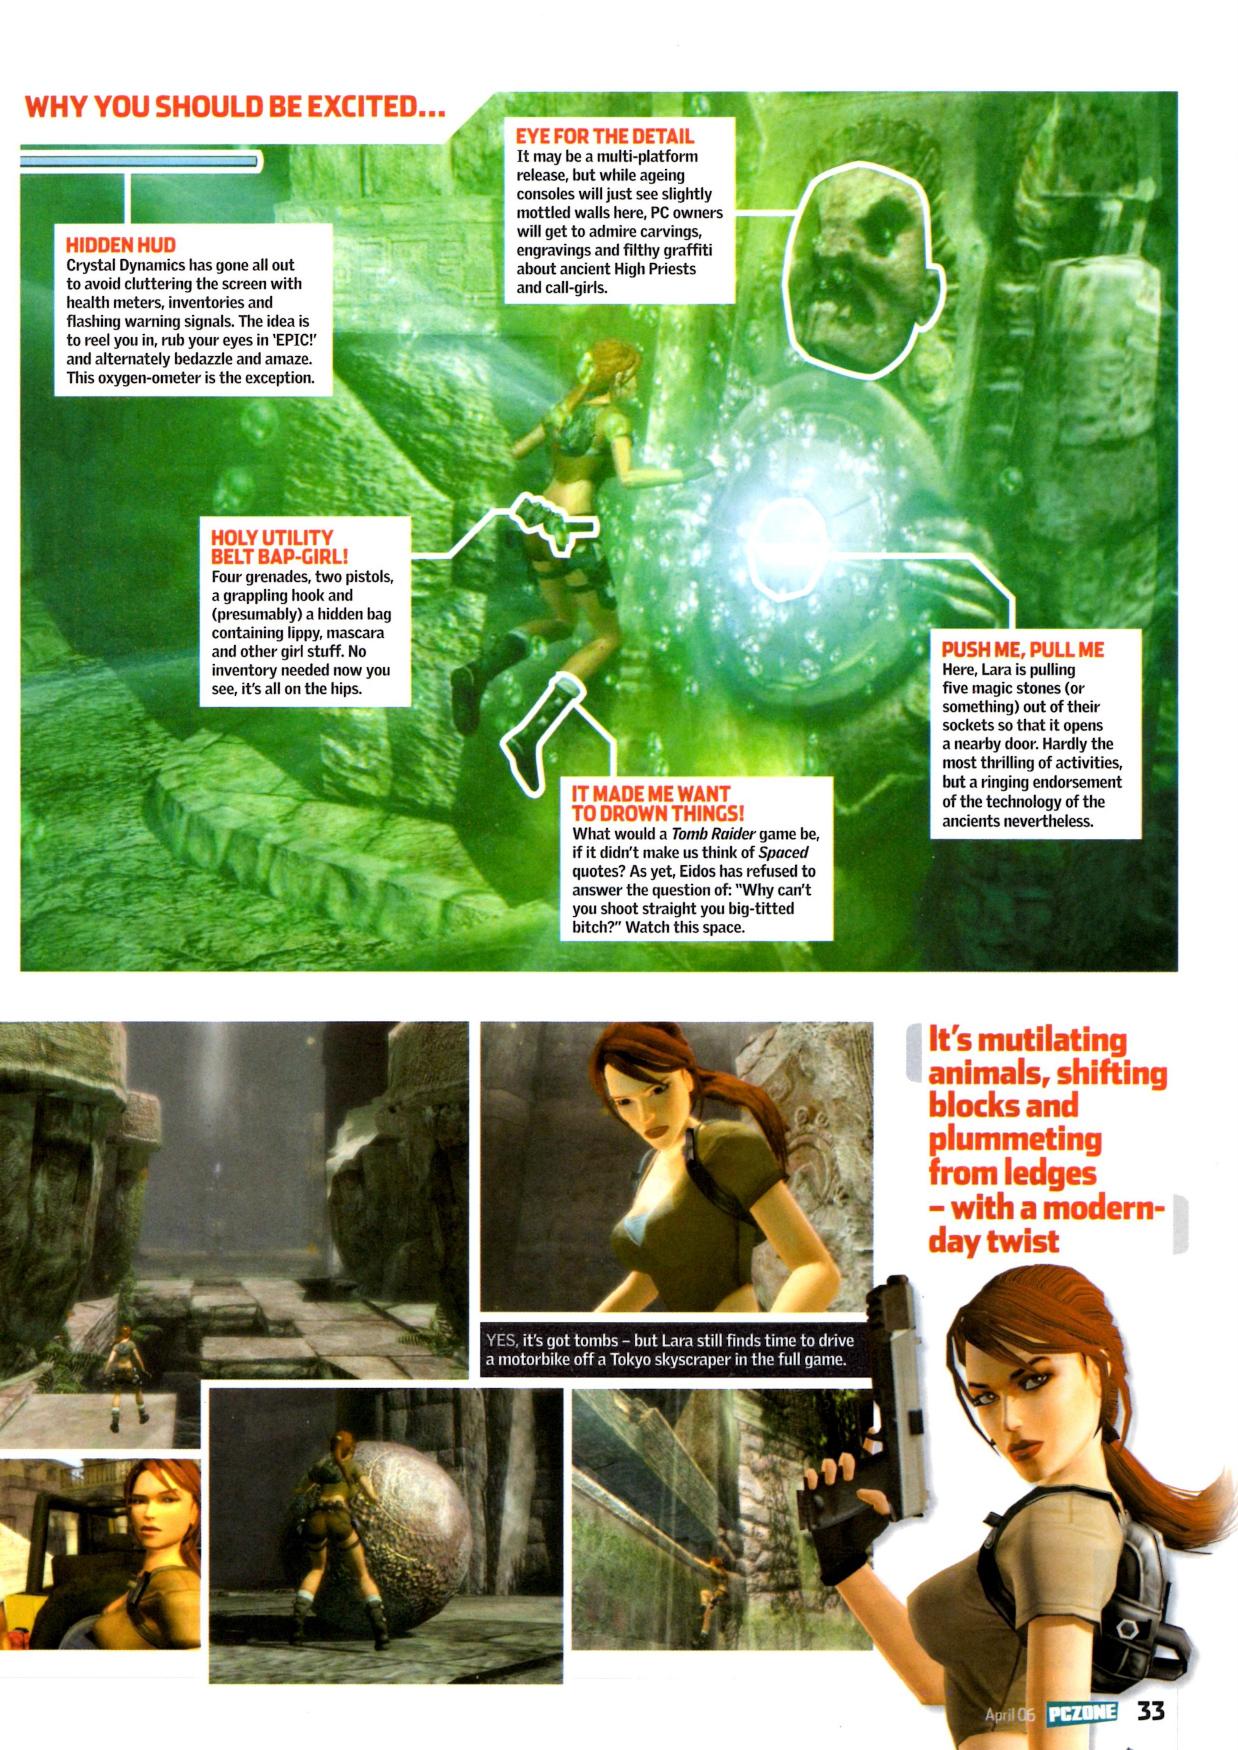 WHY YOU SHOULD BE EXCITED...
EYE FOR THE DETAIL
It may be a multi-platform
release, but while ageing
consoles will just see slightly
mottled walls here, PC owners
will get to admire carvings,
engravings and filthy graffiti
about ancient High Priests
and call-girls.
HIDDEN HUD
Crystal Dynamics has gone all out
to avoid cluttering the screen with
health meters, inventories and
flashing warning signals. The idea is
to reel you in, rub your eyes in 'EPIC!'
and alternately bedazzle and amaze.
This oxygen-ometer is the exception.
HOLY UTILITY
BELT BAP-GIRL!
Four grenades, two pistols,
a grappling hook and
(presumably) a hidden bag
containing lippy, mascara
and other girl stuff. No
inventory needed now you
see, it's all on the hips.
PUSH ME, PULL ME
Here, Lara is pulling
five magic stones (or
something) out of their
sockets so that it opens
a nearby door. Hardly the
most thrilling of activities,
but a ringing endorsement
of the technology of the
ancients nevertheless.
IT MADE ME WANT
TO DROWN THINGS!
What would a Tomb Raider game be,
if it didn't make us think of Spaced
quotes? As yet, Eidos has refused to
answer the question of: "Why can't
you shoot straight you big-titted
bitch?" Watch this space.
It's mutilating
animals, shifting
blocks and
plummeting
from ledges
– with a modern-
day twist
YES, it's got tombs – but Lara still finds time to drive
a motorbike off a Tokyo skyscraper in the full game.
April 06 PCZONE 33